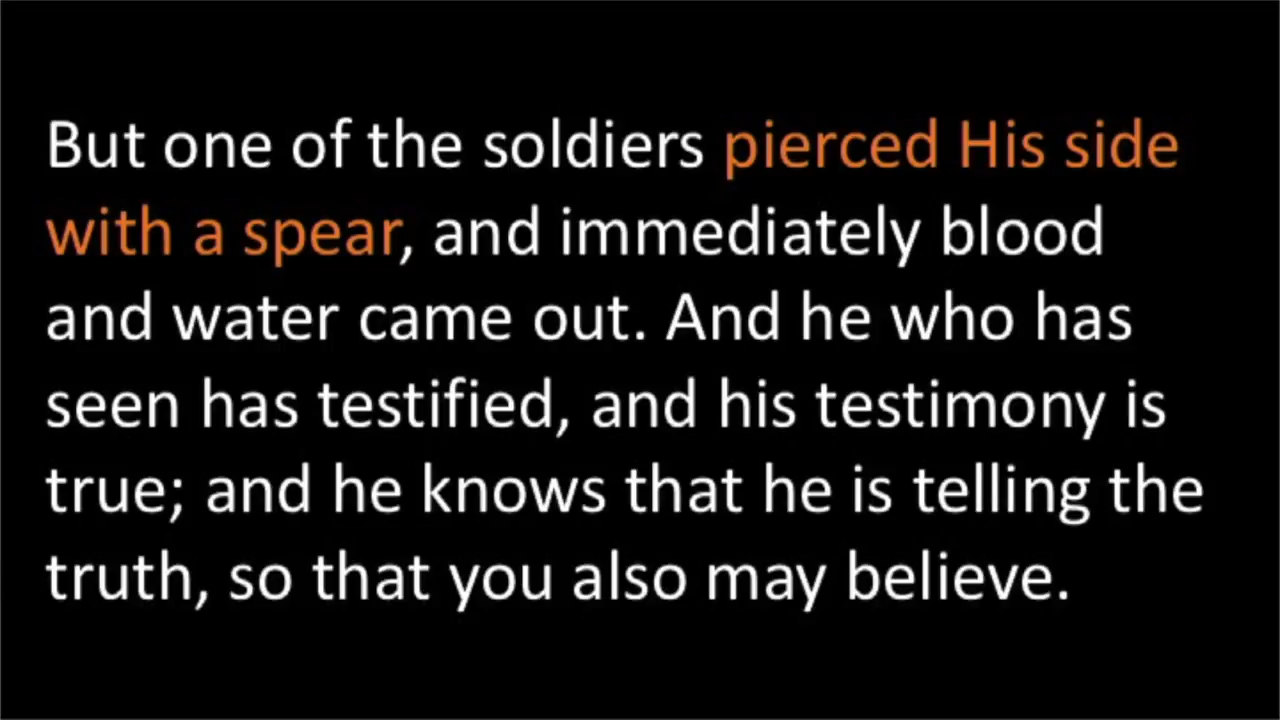 But one of the soldiers pierced His side
with a spear, and immediately blood
and water came out. And he who has
seen has testified, and his testimony is
true; and he knows that he is telling the
truth, so that you also may believe.